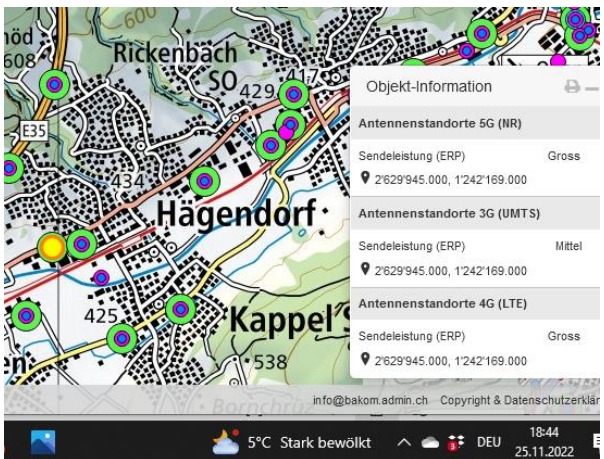 600
Rickenbach
SO
608
429
417
E35
434
Hägendorf
425
Kappel
538
Objekt-Information
Antennenstandorte 5G (NR)
Sendeleistung (ERP) Gross
2'629'945.000, 1'242'169.000
Antennenstandorte 3G (UMTS)
Sendeleistung (ERP) Mittel
2'629'945.000, 1'242'169.000
Antennenstandorte 4G (LTE)
Sendeleistung (ERP) Gross
2'629'945.000, 1'242'169.000
info@bakom.admin.ch Copyright & Datenschutzerklär
5°C Stark bewölkt
DEU
18:44
25.11.2022